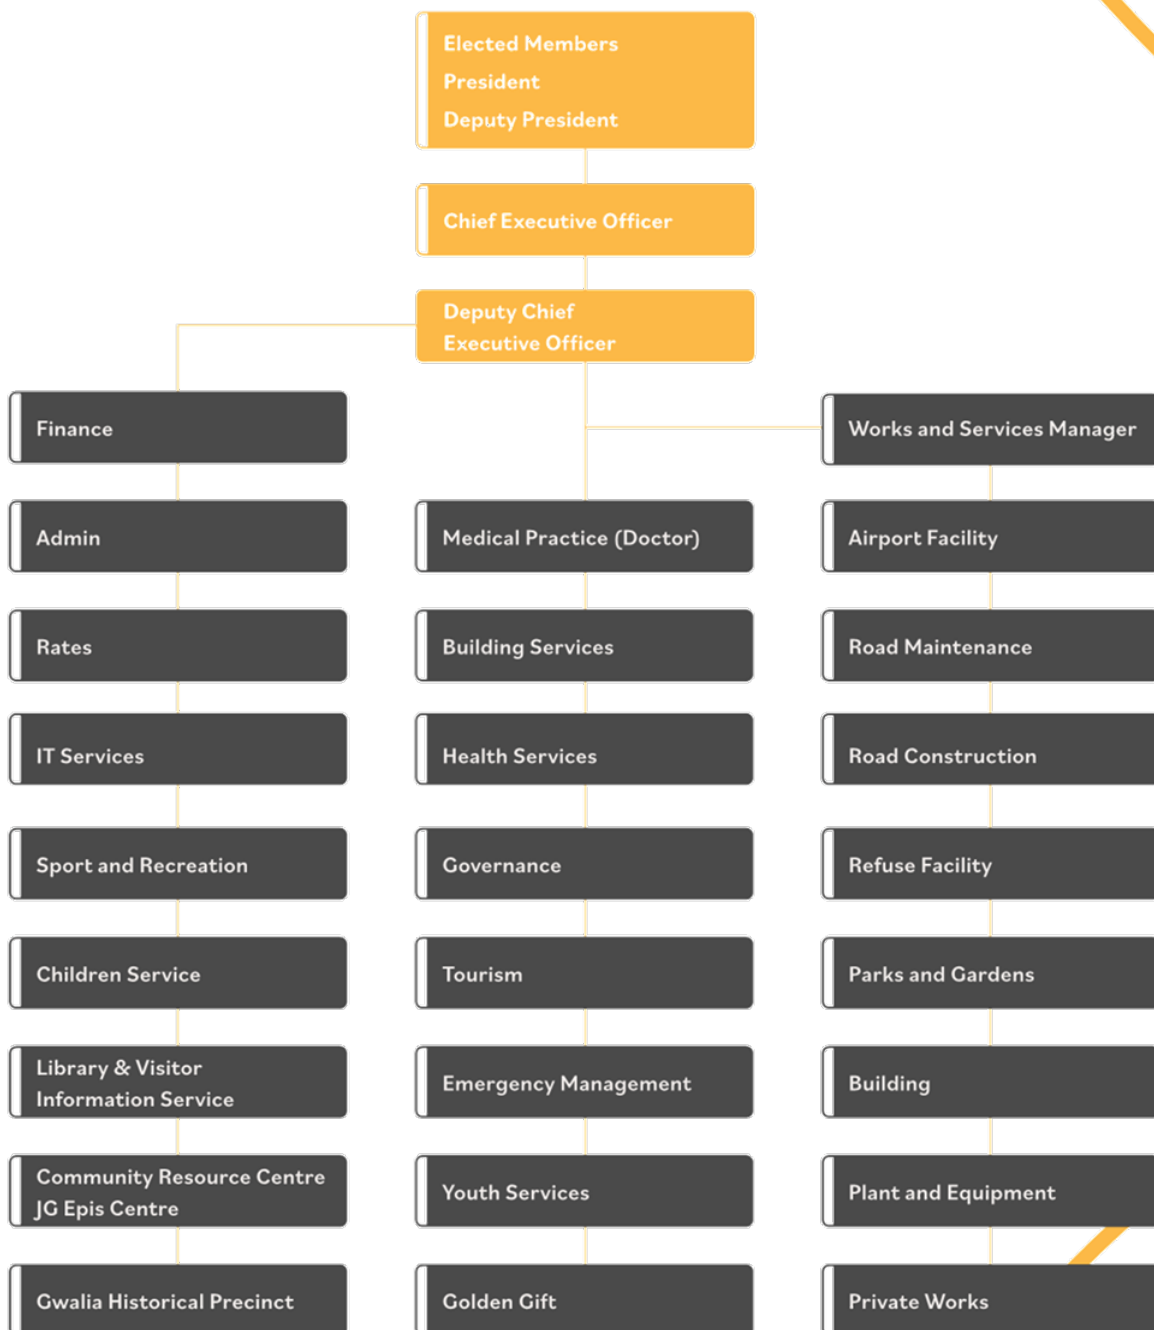 Elected Members
President
Deputy President
Chief Executive Officer
Deputy Chief
Executive Officer
Finance
Admin
Rates
IT Services
Sport and Recreation
Children Service
Library & Visitor
Information Service
Community Resource Centre
JG Epis Centre
Gwalia Historical Precinct
Medical Practice (Doctor)
Building Services
Health Services
Governance
Tourism
Emergency Management
Youth Services
Golden Gift
Works and Services Manager
Airport Facility
Road Maintenance
Road Construction
Refuse Facility
Parks and Gardens
Building
Plant and Equipment
Private Works